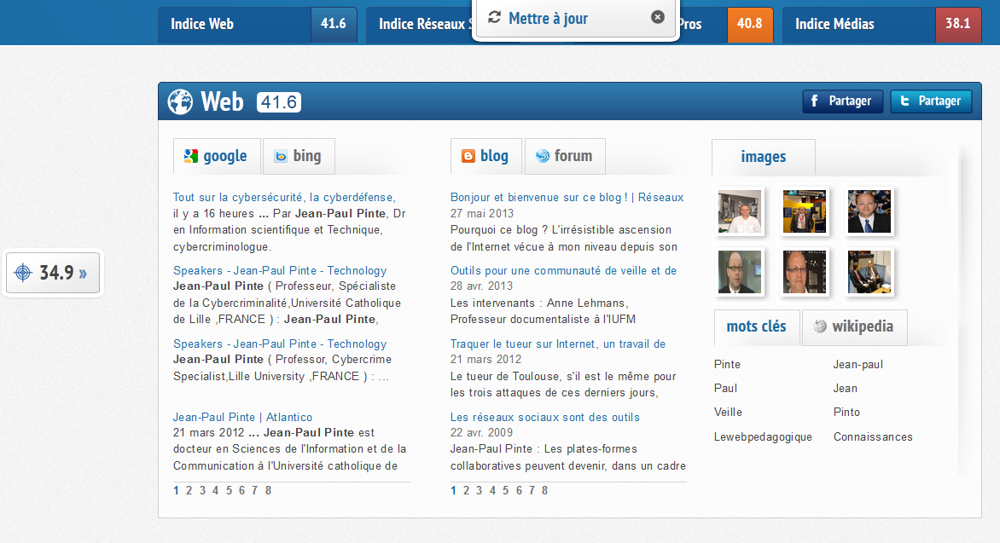 Indice Web 41.6
Indice Réseaux S
Mettre à jour
Pros 40.8
Indice Médias 38.1
Web 41.6
Partager
Partager
34.9 »
google bing
Tout sur la cybersécurité, la cyberdéfense,
il y a 16 heures ... Par Jean-Paul Pinte, Dr
en Information scientifique et Technique,
cybercriminologue.
Speakers - Jean-Paul Pinte - Technology
Jean-Paul Pinte ( Professeur, Spécialiste
de la Cybercriminalité,Université Catholique
de Lille ,FRANCE ) : Jean-Paul Pinte,
Speakers - Jean-Paul Pinte - Technology
Jean-Paul Pinte ( Professor, Cybercrime
Specialist,Lille University ,FRANCE ) : ...
Jean-Paul Pinte | Atlantico
21 mars 2012 ... Jean-Paul Pinte est
docteur en Sciences de l'Information et de la
Communication à l'Université catholique de
1 2 3 4 5 6 7 8
blog forum
Bonjour et bienvenue sur ce blog ! | Réseaux
27 mai 2013
Pourquoi ce blog ? L'irrésistible ascension
de l'Internet vécue à mon niveau depuis son
Outils pour une communauté de veille et de
28 avr. 2013
Les intervenants : Anne Lehmans,
Professeur documentaliste à l'IUFM
Traquer le tueur sur Internet, un travail de
21 mars 2012
Le tueur de Toulouse, s'il est le même pour
les trois attaques de ces derniers jours,
Les réseaux sociaux sont des outils
22 avr. 2009
Jean-Paul Pinte : Les plates-formes
collaboratives peuvent devenir, dans un cadre
1 2 3 4 5 6 7 8
images
mots clés wikipedia
Pinte Jean-paul
Paul Jean
Veille Pinto
Lewebpedagogique Connaissances